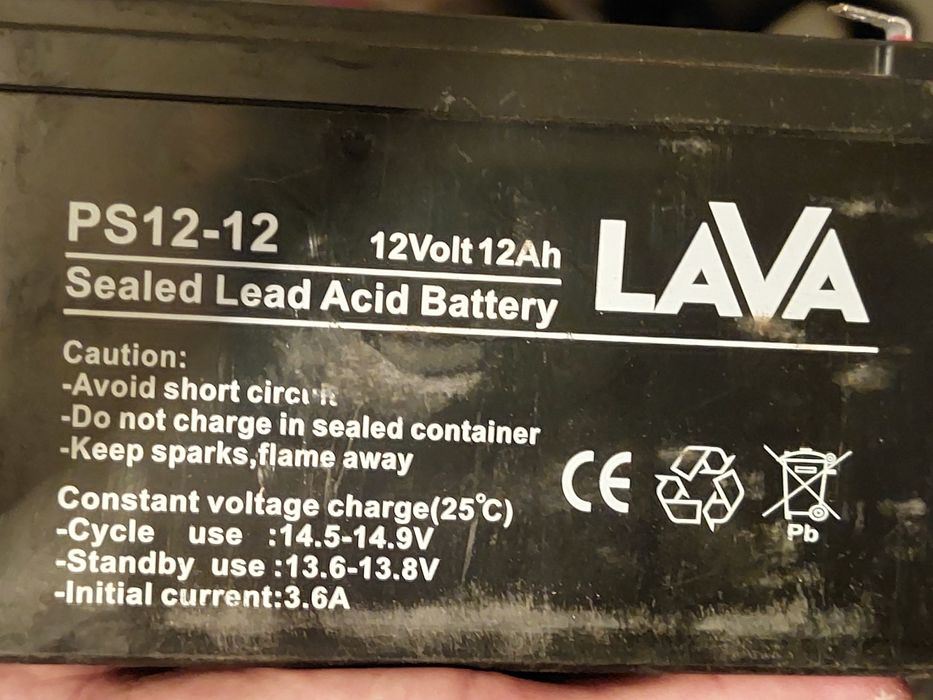 PS12-12
12Volt 12Ah
LAVA
Sealed Lead Acid Battery
Caution:
-Avoid short circuit
-Do not charge in sealed container
-Keep sparks,flame away
Constant voltage charge(25℃)
-Cycle use :14.5-14.9V
-Standby use :13.6-13.8V
-Initial current:3.6A
CE
Pb